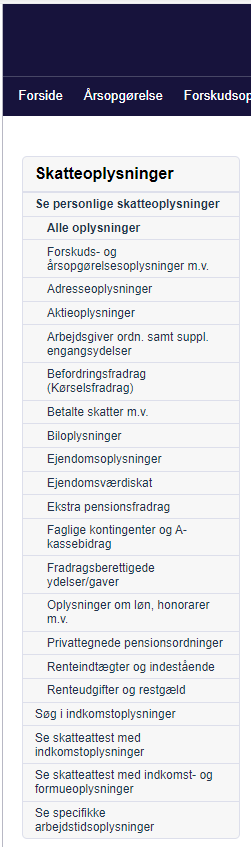 Forside Årsopgørelse Forskudsop
Skatteoplysninger
Se personlige skatteoplysninger
Alle oplysninger
Forskuds- og
årsopgørelsesoplysninger m.v.
Adresseoplysninger
Aktieoplysninger
Arbejdsgiver ordn. samt suppl.
engangsydelser
Befordringsfradrag
(Kørselsfradrag)
Betalte skatter m.v.
Biloplysninger
Ejendomsoplysninger
Ejendomsværdiskat
Ekstra pensionsfradrag
Faglige kontingenter og A-
kassebidrag
Fradragsberettigede
ydelser/gaver
Oplysninger om løn, honorarer
m.v.
Privattegnede pensionsordninger
Renteindtægter og indestående
Renteudgifter og restgæld
Søg i indkomstoplysninger
Se skatteattest med
indkomstoplysninger
Se skatteattest med indkomst- og
formueoplysninger
Se specifikke
arbejdstidsoplysninger